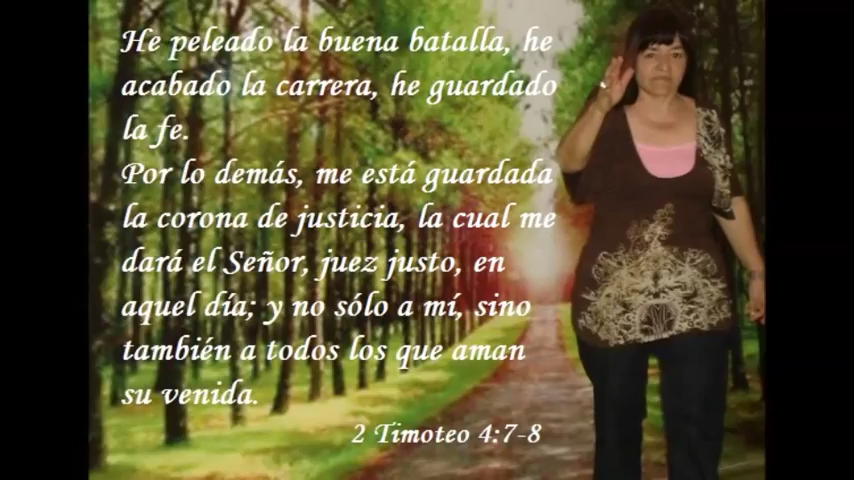 He peleado la buena batalla, he
acabado la carrera, he guardado
la fe.
Por lo demás, me está guardada
la corona de justicia, la cual me
dará el Señor, juez justo, en
aquel día; y no sólo a mí, sino
también a todos los que aman
su venida.
2 Timoteo 4:7-8